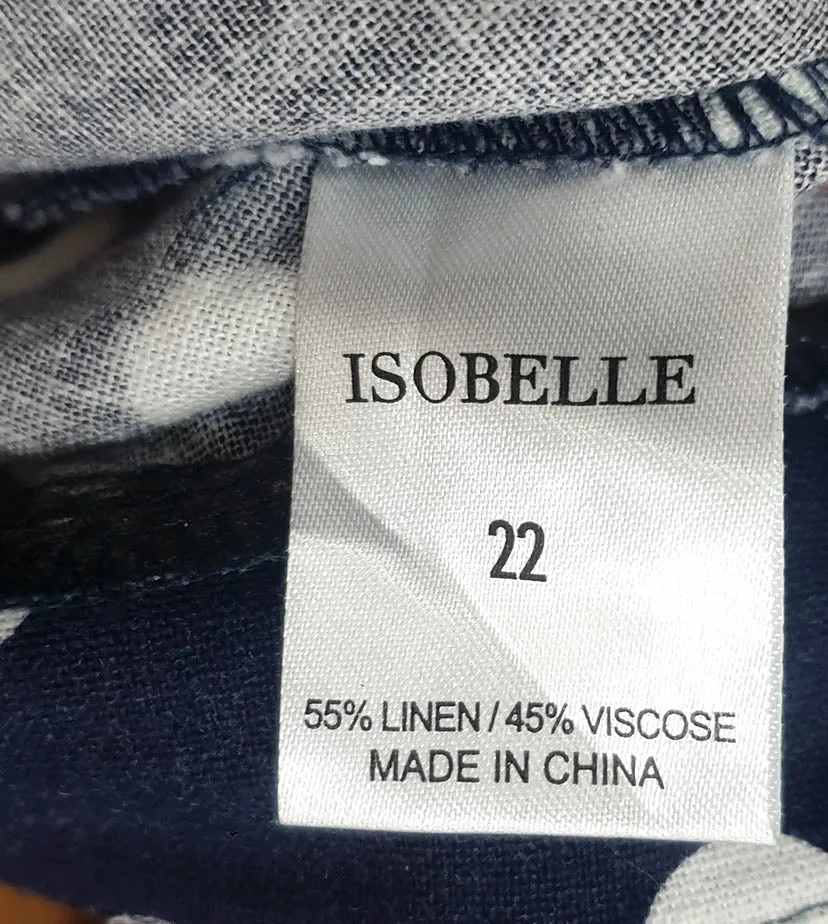 ISOBELLE
22
55% LINEN / 45% VISCOSE
MADE IN CHINA